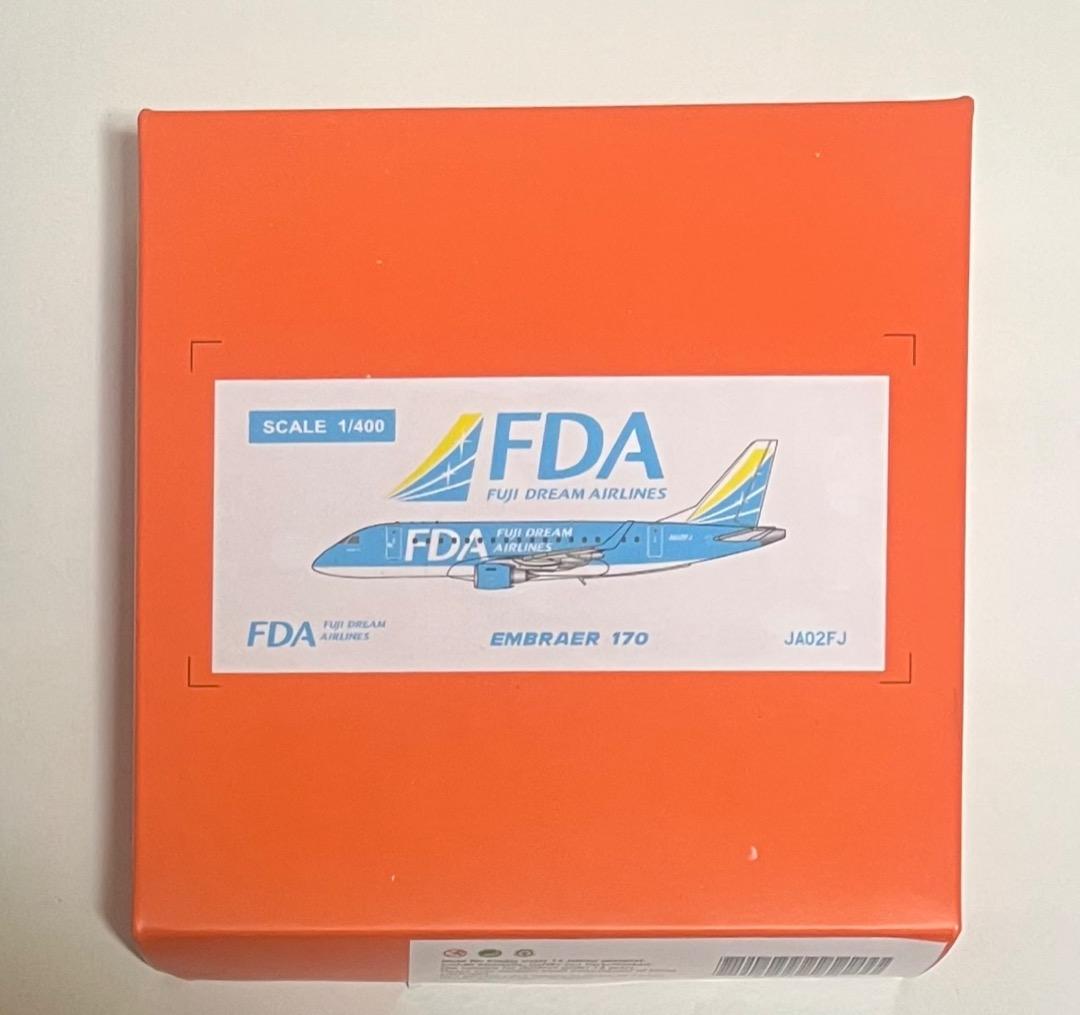 SCALE 1/400
FDA
FUJI DREAM AIRLINES
FDA FUJI DREAM
AIRLINES
FDA FUJI DREAM
AIRLINES
EMBRAER 170
JA02FJ